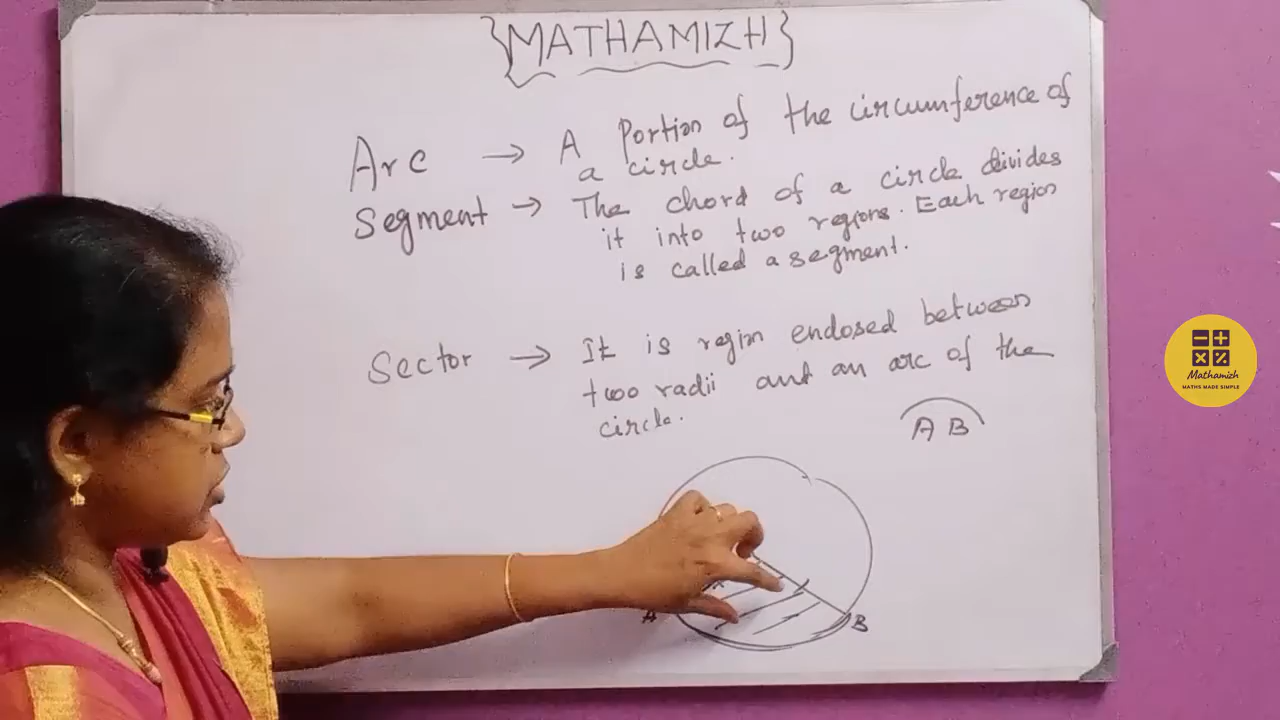 {MATHAMIZH}
Arc → A portion of the circumference of
a circle.
Segment → The chord of a circle divides
it into two regions. Each region
is called a segment.
Sector → It is region enclosed between
two radii and an arc of the
circle.
A B
A
B
Mathamizh
MATHS MADE SIMPLE